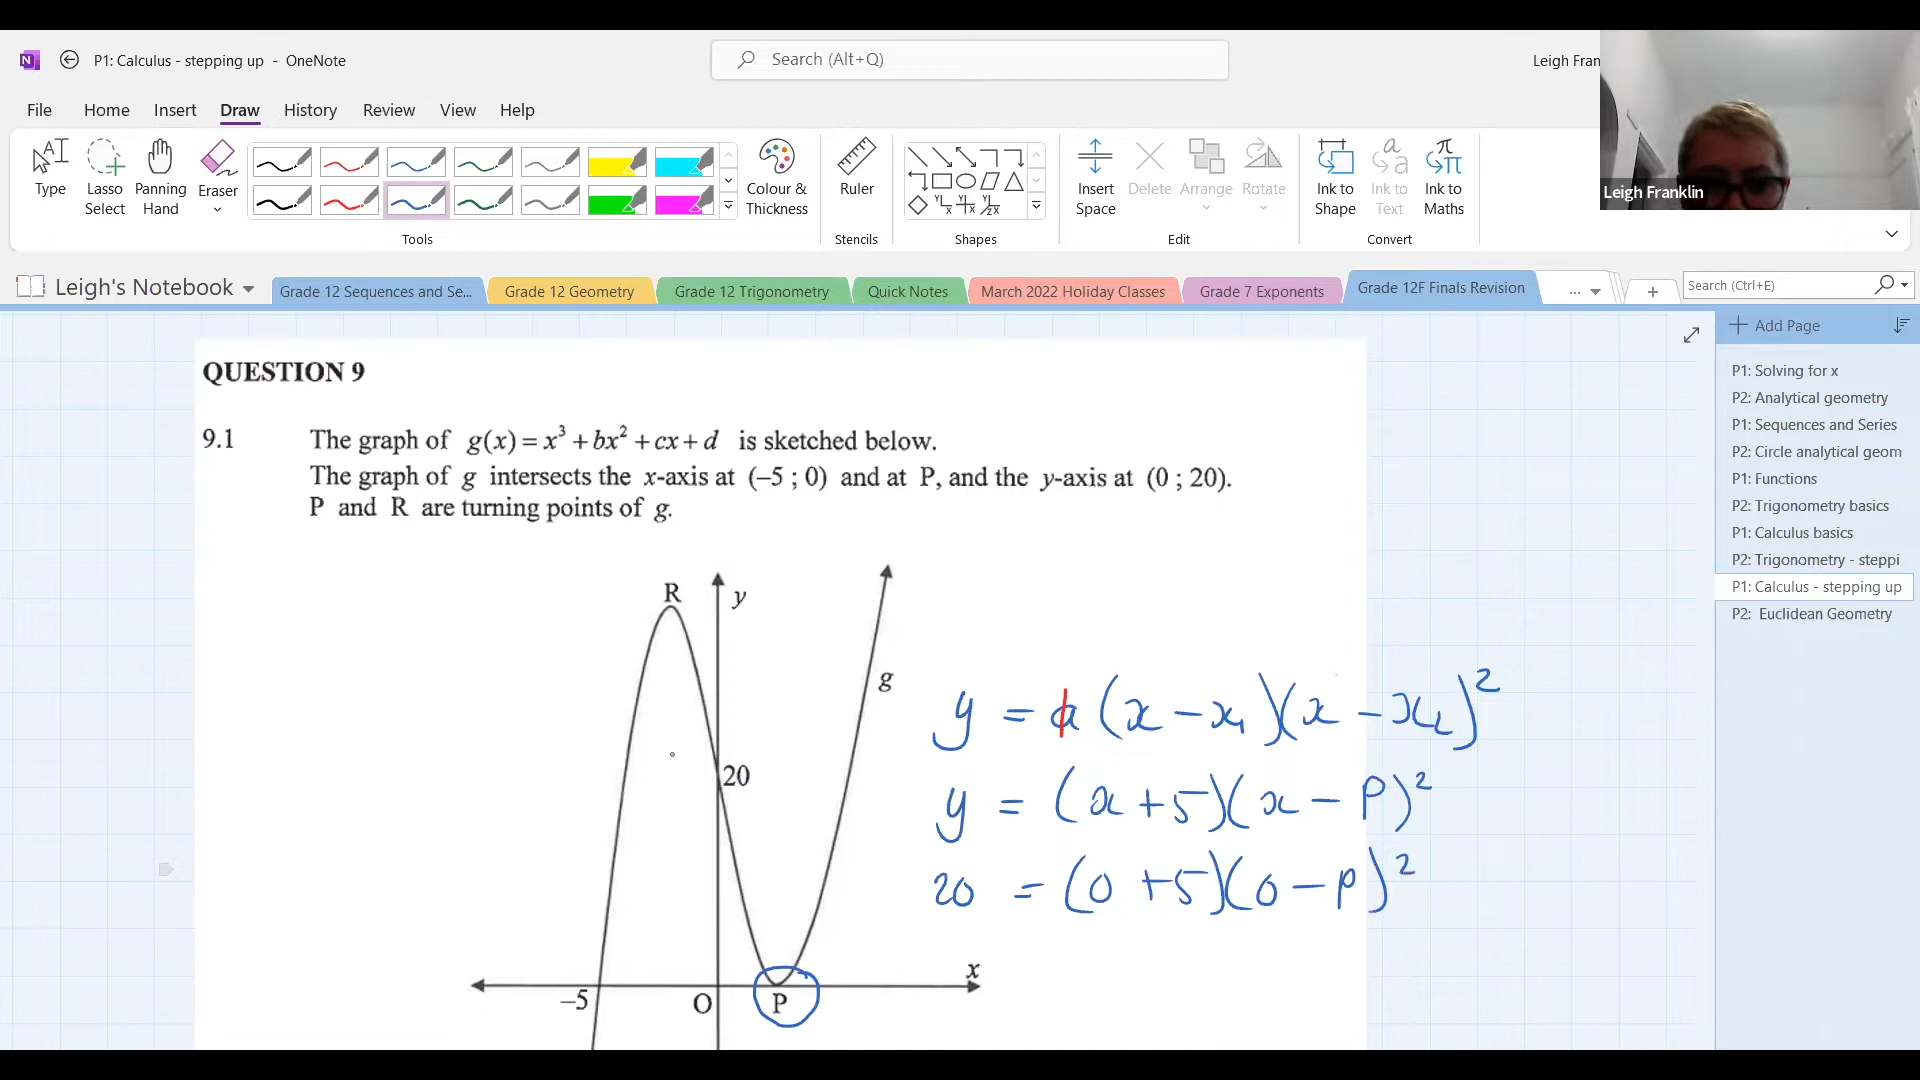 P1: Calculus - stepping up - OneNote
Search (Alt+Q)
Leigh Fran
File Home Insert Draw History Review View Help
Type
Lasso Select
Panning Hand
Eraser
Colour & Thickness
Ruler
Insert Space
Delete
Arrange
Rotate
Ink to Shape
Ink to Text
Ink to Maths
Leigh Franklin
Tools Stencils Shapes Edit Convert
Leigh's Notebook
Grade 12 Sequences and Se...
Grade 12 Geometry
Grade 12 Trigonometry
Quick Notes
March 2022 Holiday Classes
Grade 7 Exponents
Grade 12F Finals Revision
...
Search (Ctrl+E)
Add Page
P1: Solving for x
P2: Analytical geometry
P1: Sequences and Series
P2: Circle analytical geom
P1: Functions
P2: Trigonometry basics
P1: Calculus basics
P2: Trigonometry - steppi
P1: Calculus - stepping up
P2: Euclidean Geometry
QUESTION 9
9.1 The graph of g(x) = x³ + bx² + cx + d is sketched below.
The graph of g intersects the x-axis at (–5 ; 0) and at P, and the y-axis at (0 ; 20).
P and R are turning points of g.
R
y
g
20
x
–5
O
P
y = a (x – x₁)(x – x₂)²
y = (x + 5)(x – P)²
20 = (0 + 5)(0 – P)²